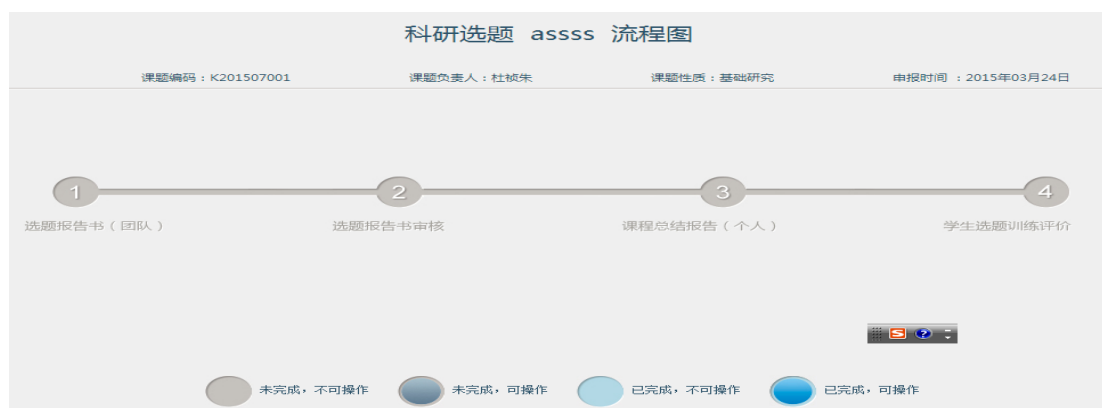 科研选题 assss 流程图
课题编码：K201507001 课题负责人：杜桢朱 课题性质：基础研究 申报时间 ：2015年03月24日
1 2 3 4
选题报告书（团队） 选题报告书审核 课程总结报告（个人） 学生选题训练评价
S ?
未完成，不可操作 未完成，可操作 已完成，不可操作 已完成，可操作